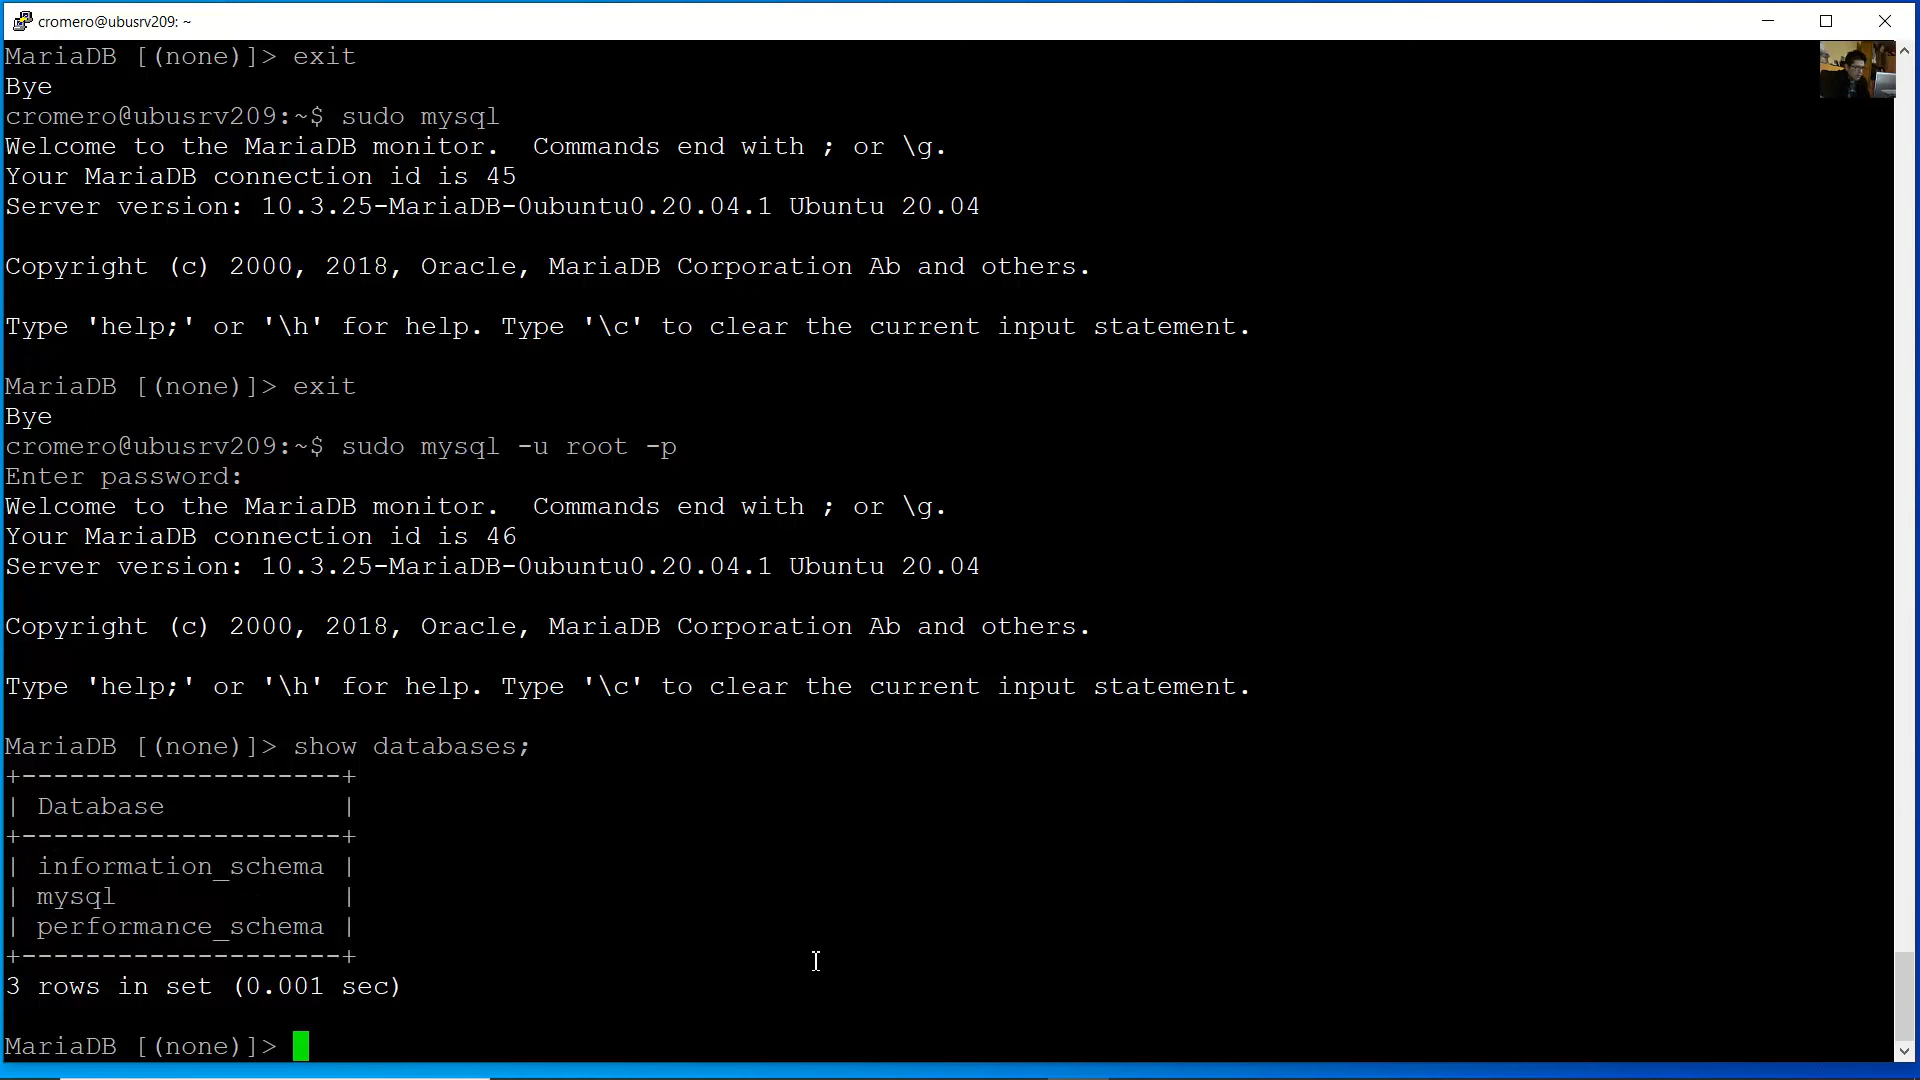 cromero@ubusrv209: ~
MariaDB [(none)]> exit
Bye
cromero@ubusrv209:~$ sudo mysql
Welcome to the MariaDB monitor.  Commands end with ; or \g.
Your MariaDB connection id is 45
Server version: 10.3.25-MariaDB-0ubuntu0.20.04.1 Ubuntu 20.04
Copyright (c) 2000, 2018, Oracle, MariaDB Corporation Ab and others.
Type 'help;' or '\h' for help. Type '\c' to clear the current input statement.
MariaDB [(none)]> exit
Bye
cromero@ubusrv209:~$ sudo mysql -u root -p
Enter password:
Welcome to the MariaDB monitor.  Commands end with ; or \g.
Your MariaDB connection id is 46
Server version: 10.3.25-MariaDB-0ubuntu0.20.04.1 Ubuntu 20.04
Copyright (c) 2000, 2018, Oracle, MariaDB Corporation Ab and others.
Type 'help;' or '\h' for help. Type '\c' to clear the current input statement.
MariaDB [(none)]> show databases;
+--------------------+
| Database           |
+--------------------+
| information_schema |
| mysql              |
| performance_schema |
+--------------------+
3 rows in set (0.001 sec)
MariaDB [(none)]>